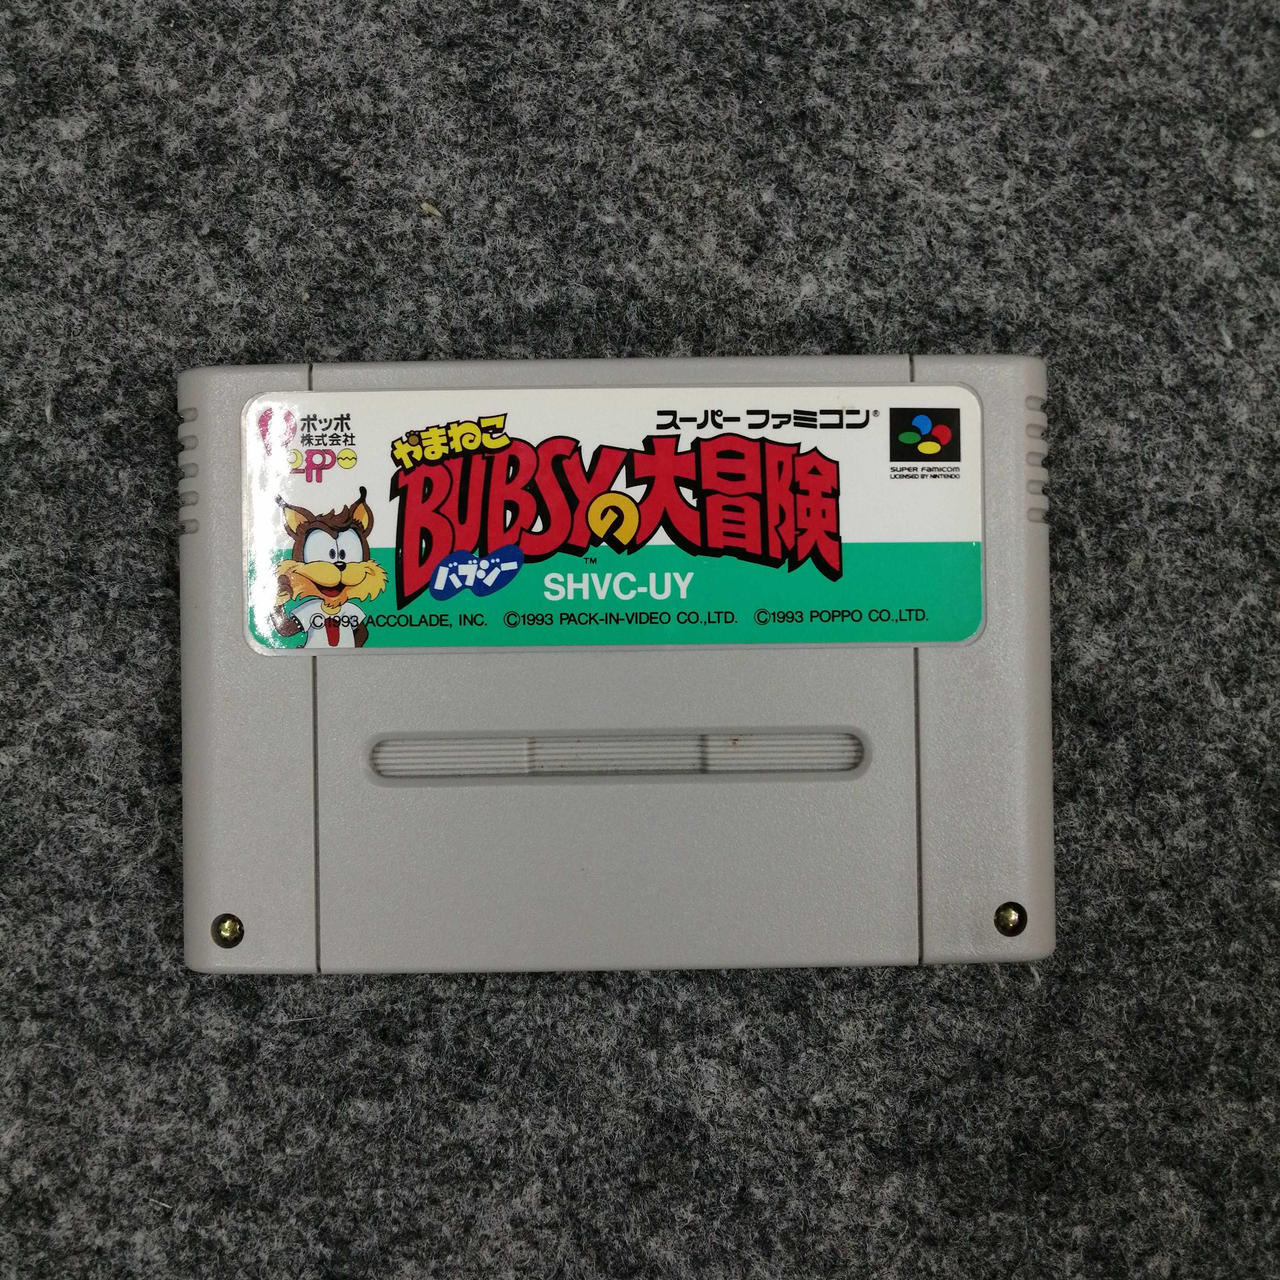 ポッポ
株式会社
スーパーファミコン®
やまねこ
BUBSYの大冒険
バブジー
™
SUPER FAMICOM
LICENSED BY NINTENDO
SHVC-UY
©1993 ACCOLADE, INC. ©1993 PACK-IN-VIDEO CO.,LTD. ©1993 POPPO CO.,LTD.